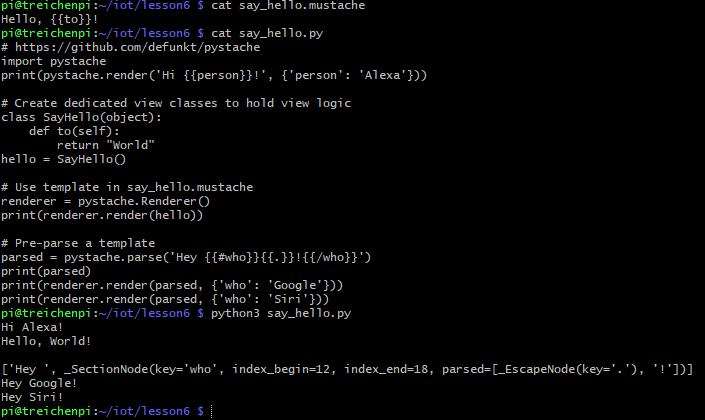 pi@treichenpi:~/iot/lesson6 $ cat say_hello.mustache
Hello, {{to}}!
pi@treichenpi:~/iot/lesson6 $ cat say_hello.py
# https://github.com/defunkt/pystache
import pystache
print(pystache.render('Hi {{person}}!', {'person': 'Alexa'}))

# Create dedicated view classes to hold view logic
class SayHello(object):
    def to(self):
        return "World"
hello = SayHello()

# Use template in say_hello.mustache
renderer = pystache.Renderer()
print(renderer.render(hello))

# Pre-parse a template
parsed = pystache.parse('Hey {{#who}}{{.}}!{{/who}}')
print(parsed)
print(renderer.render(parsed, {'who': 'Google'}))
print(renderer.render(parsed, {'who': 'Siri'}))
pi@treichenpi:~/iot/lesson6 $ python3 say_hello.py
Hi Alexa!
Hello, World!

['Hey ', _SectionNode(key='who', index_begin=12, index_end=18, parsed=[_EscapeNode(key='.'), '!'])]
Hey Google!
Hey Siri!
pi@treichenpi:~/iot/lesson6 $